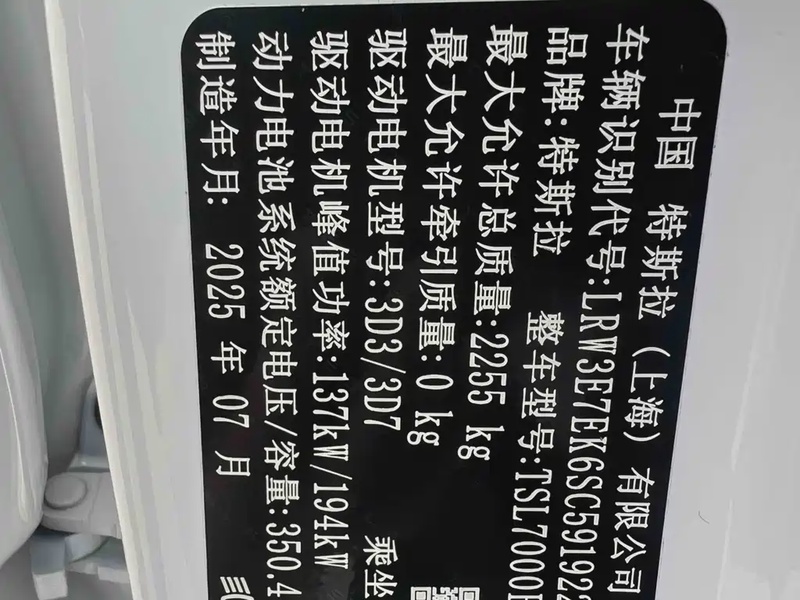 中国 特斯拉（上海）有限公司
车辆识别代号:LRW3E7EK6SC59192
品牌:特斯拉 整车型号:TSL7000
最大允许总质量:2255 kg
最大允许牵引质量:0 kg
驱动电机型号:3D3/3D7 乘坐
驱动电机峰值功率:137kW/194kW
动力电池系统额定电压/容量:350.4
制造年月: 2025 年 07 月